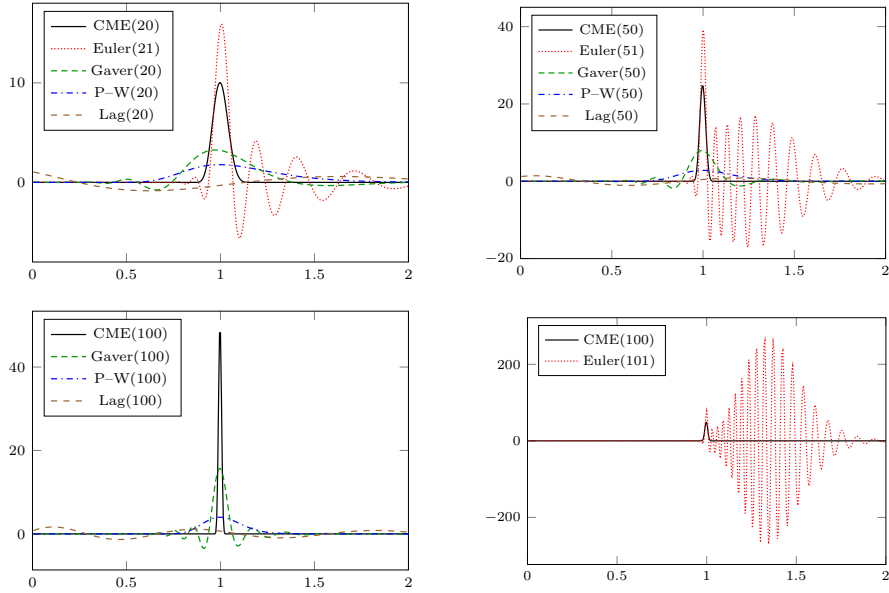 CME(20)
Euler(21)
Gaver(20)
P–W(20)
Lag(20)
10
0
0
0.5
1
1.5
2
CME(50)
Euler(51)
Gaver(50)
P–W(50)
Lag(50)
40
20
0
−20
0
0.5
1
1.5
2
CME(100)
Gaver(100)
P–W(100)
Lag(100)
40
20
0
0
0.5
1
1.5
2
CME(100)
Euler(101)
200
0
−200
0
0.5
1
1.5
2